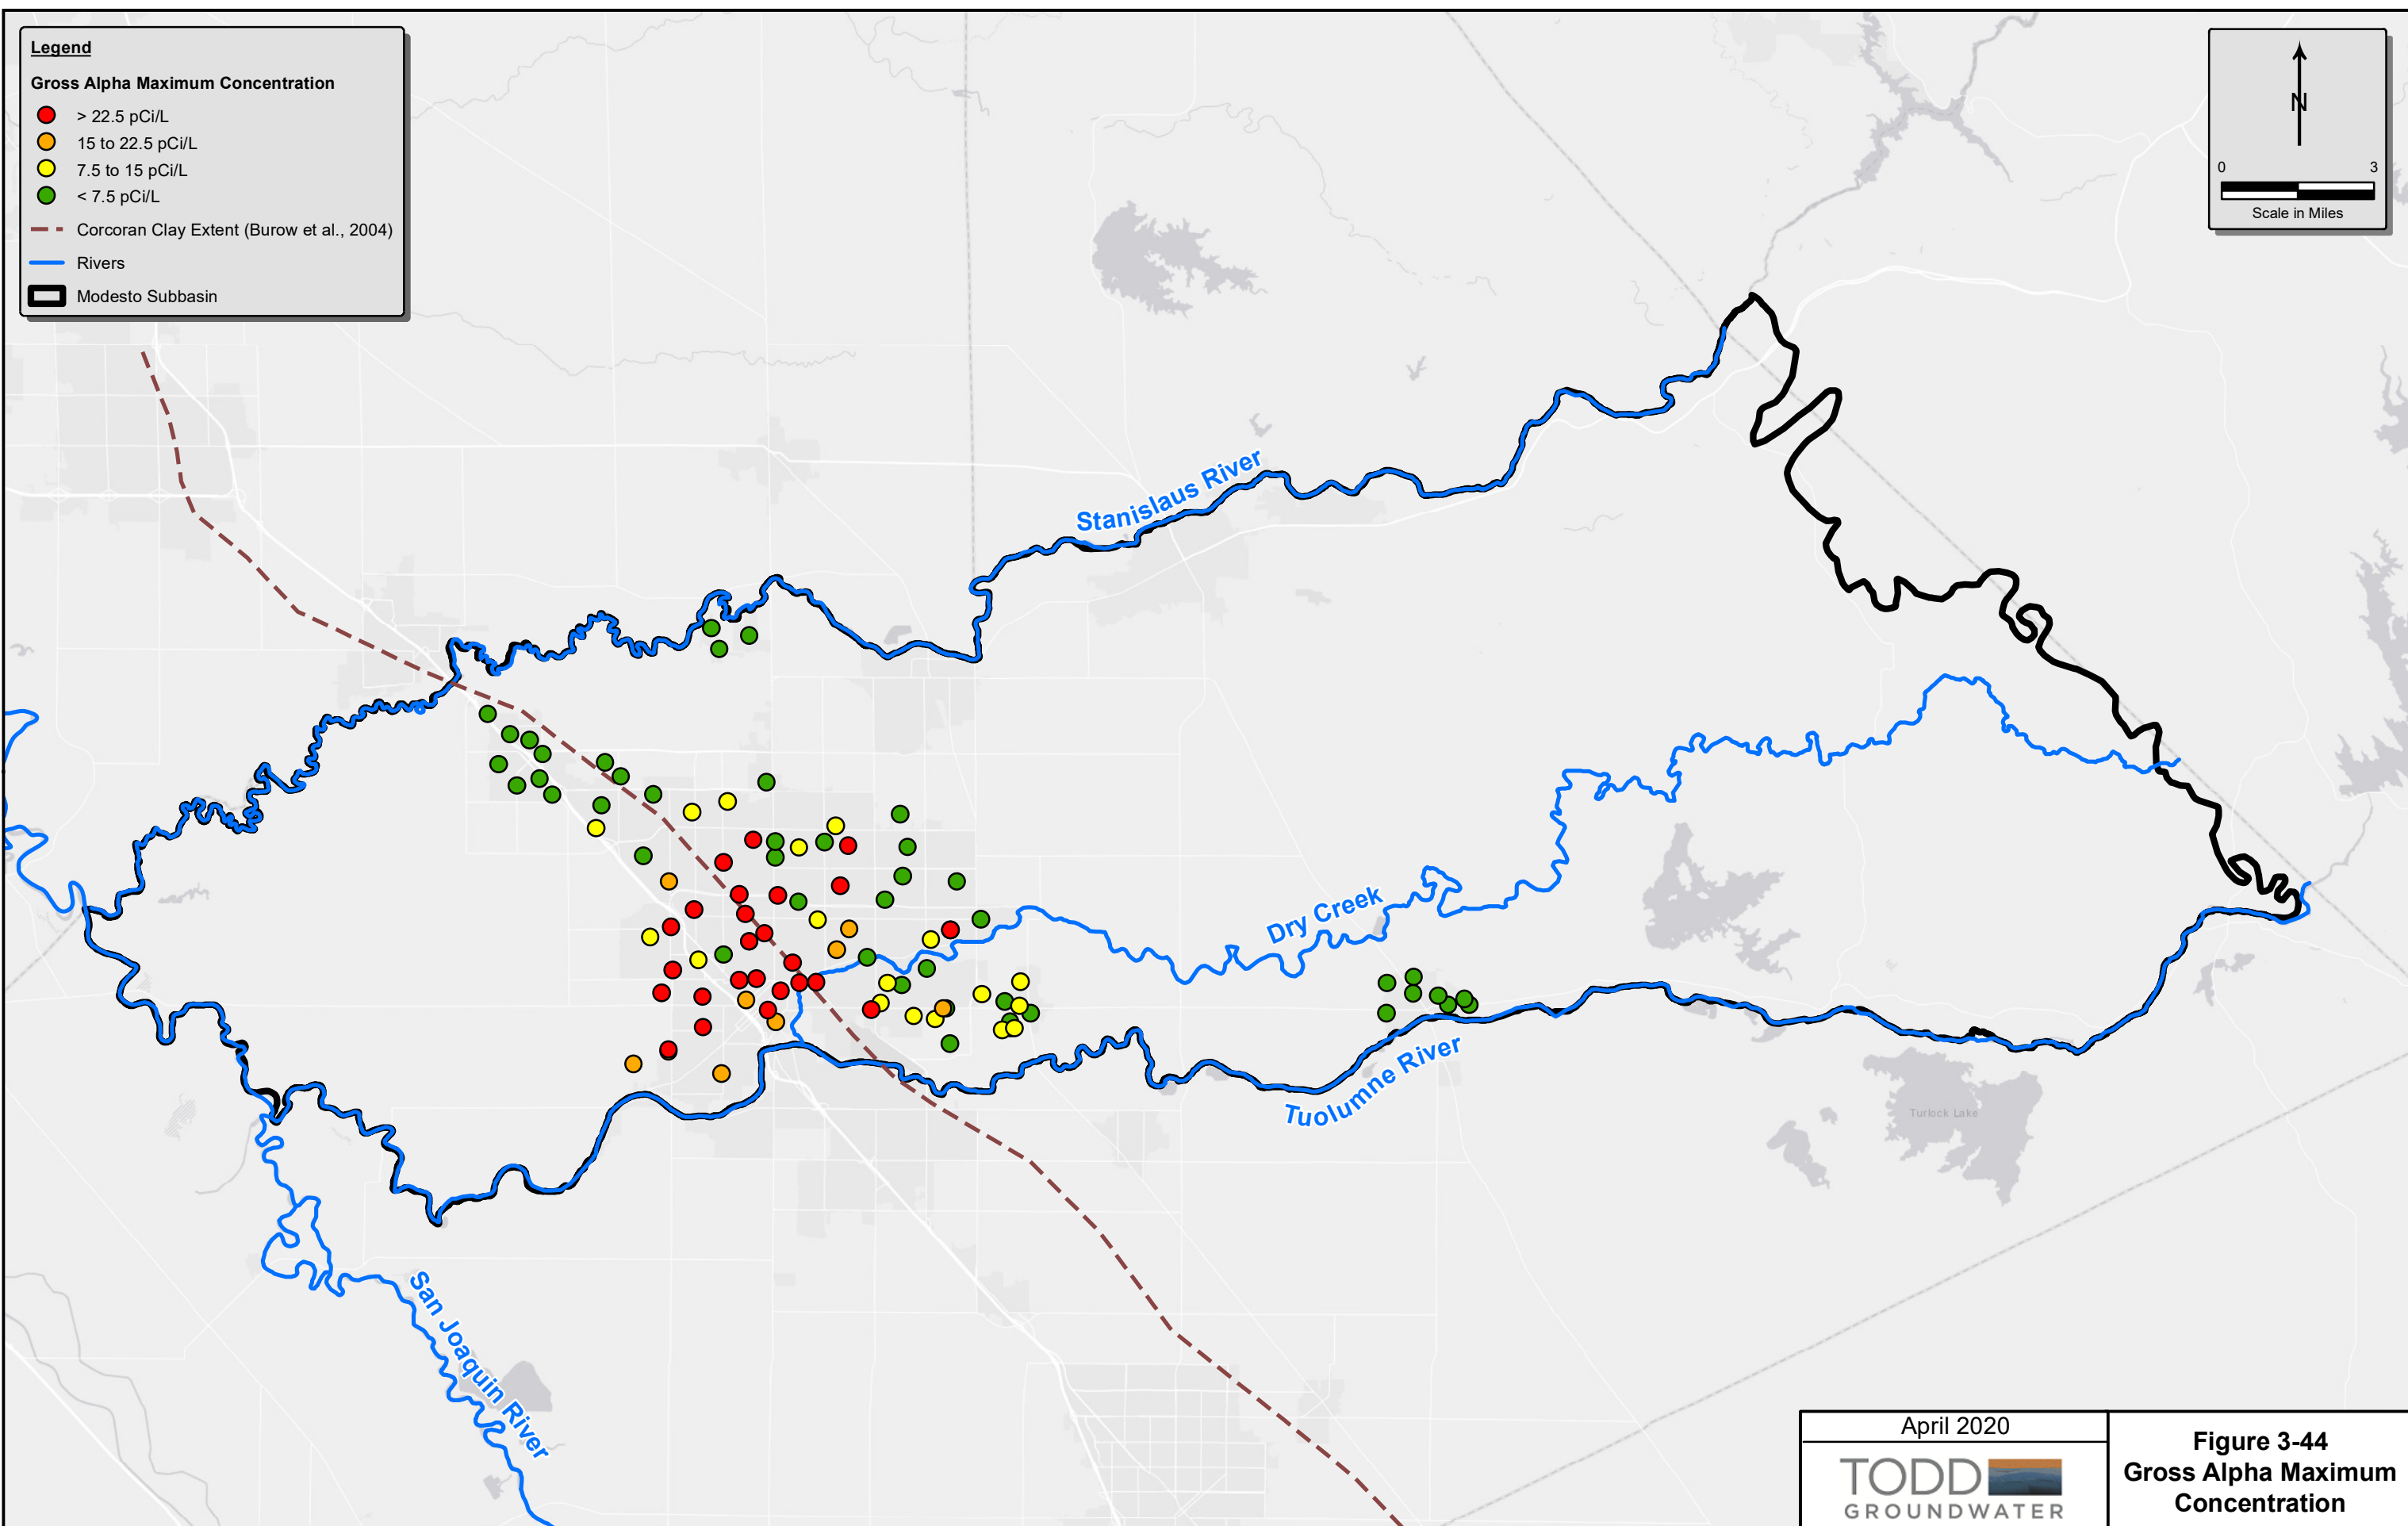 Legend
Gross Alpha Maximum Concentration
> 22.5 pCi/L
15 to 22.5 pCi/L
7.5 to 15 pCi/L
< 7.5 pCi/L
Corcoran Clay Extent (Burow et al., 2004)
Rivers
Modesto Subbasin
N
0 3
Scale in Miles
Stanislaus River
Dry Creek
Tuolumne River
Turlock Lake
San Joaquin River
April 2020
TODD
GROUNDWATER
Figure 3-44
Gross Alpha Maximum
Concentration